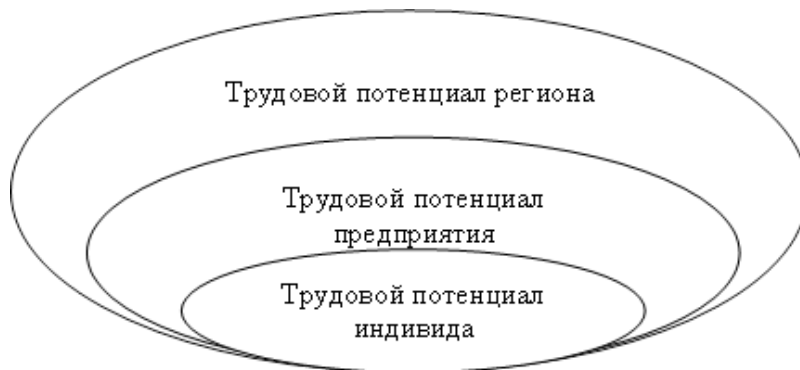 Трудовой потенциал региона
Трудовой потенциал
предприятия
Трудовой потенциал
индивида